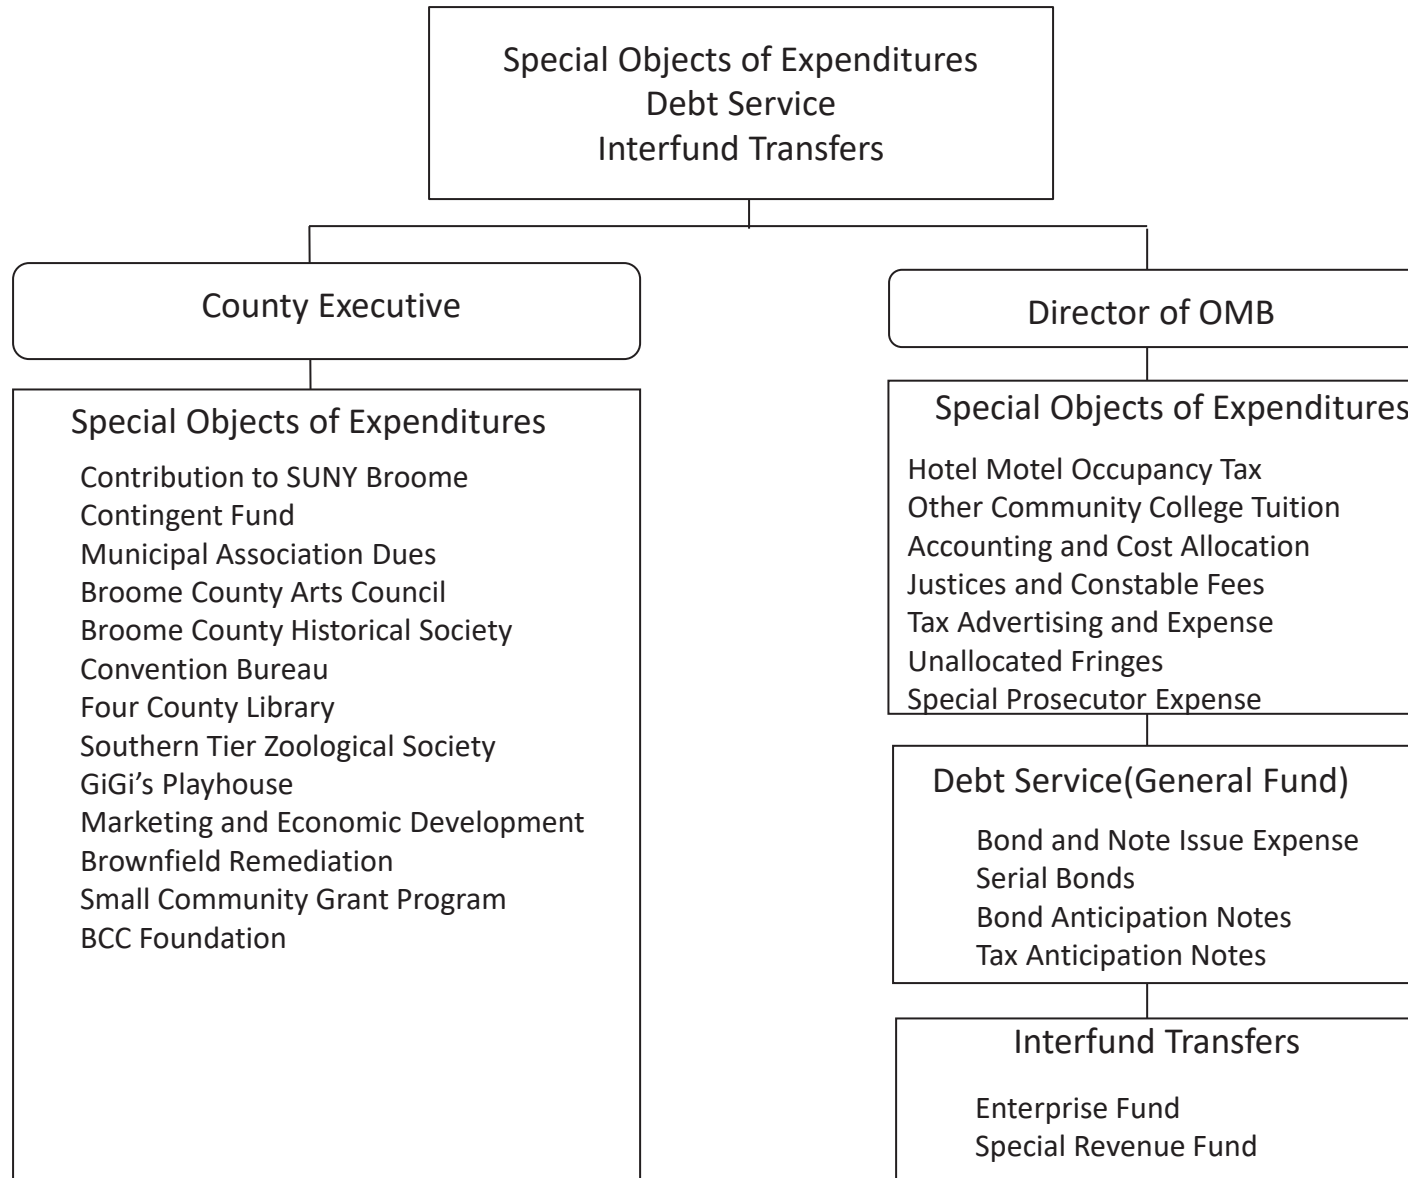 Special Objects of Expenditures
Debt Service
Interfund Transfers
County Executive
Special Objects of Expenditures
Contribution to SUNY Broome
Contingent Fund
Municipal Association Dues
Broome County Arts Council
Broome County Historical Society
Convention Bureau
Four County Library
Southern Tier Zoological Society
GiGi’s Playhouse
Marketing and Economic Development
Brownfield Remediation
Small Community Grant Program
BCC Foundation
Director of OMB
Special Objects of Expenditures
Hotel Motel Occupancy Tax
Other Community College Tuition
Accounting and Cost Allocation
Justices and Constable Fees
Tax Advertising and Expense
Unallocated Fringes
Special Prosecutor Expense
Debt Service(General Fund)
Bond and Note Issue Expense
Serial Bonds
Bond Anticipation Notes
Tax Anticipation Notes
Interfund Transfers
Enterprise Fund
Special Revenue Fund